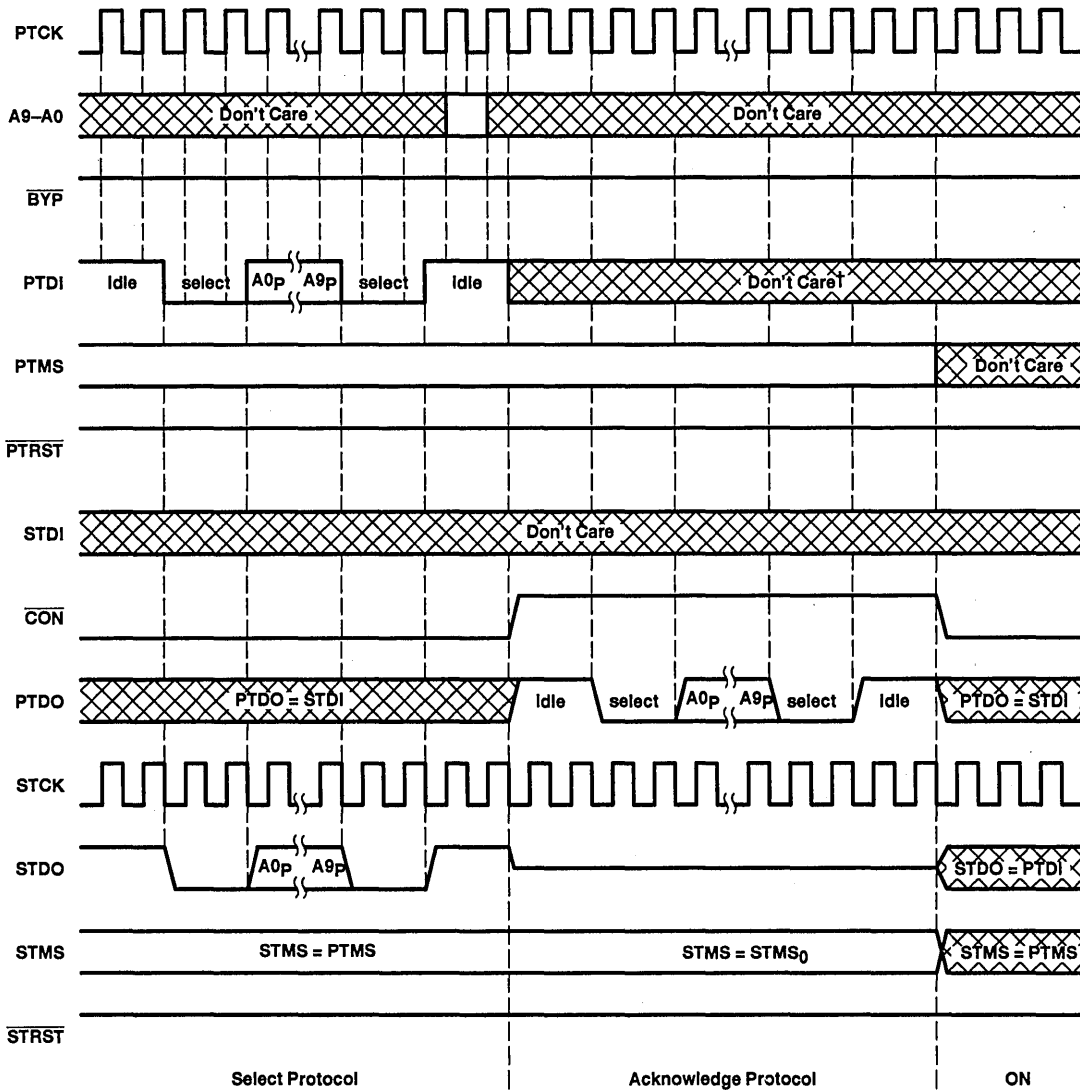 PTCK
A9–A0 Don't Care Don't Care
BYP
PTDI Idle select A0P A9P select Idle Don't Care†
PTMS Don't Care
PTRST
STDI Don't Care
CON
PTDO PTDO = STDI Idle select A0P A9P select Idle PTDO = STDI
STCK
STDO A0P A9P STDO = PTDI
STMS STMS = PTMS STMS = STMS0 STMS = PTMS
STRST
Select Protocol Acknowledge Protocol ON